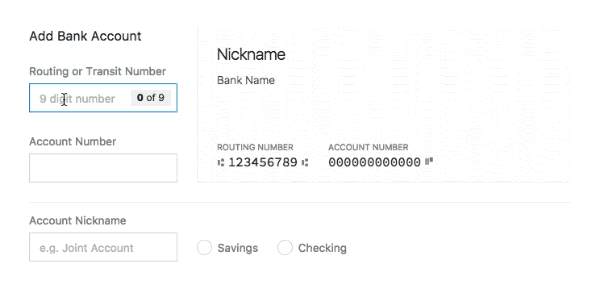 Add Bank Account
Routing or Transit Number
9 digit number
0 of 9
Account Number
Nickname
Bank Name
ROUTING NUMBER
⑆ 123456789 ⑆
ACCOUNT NUMBER
000000000000 ⑈
Account Nickname
e.g. Joint Account
Savings
Checking